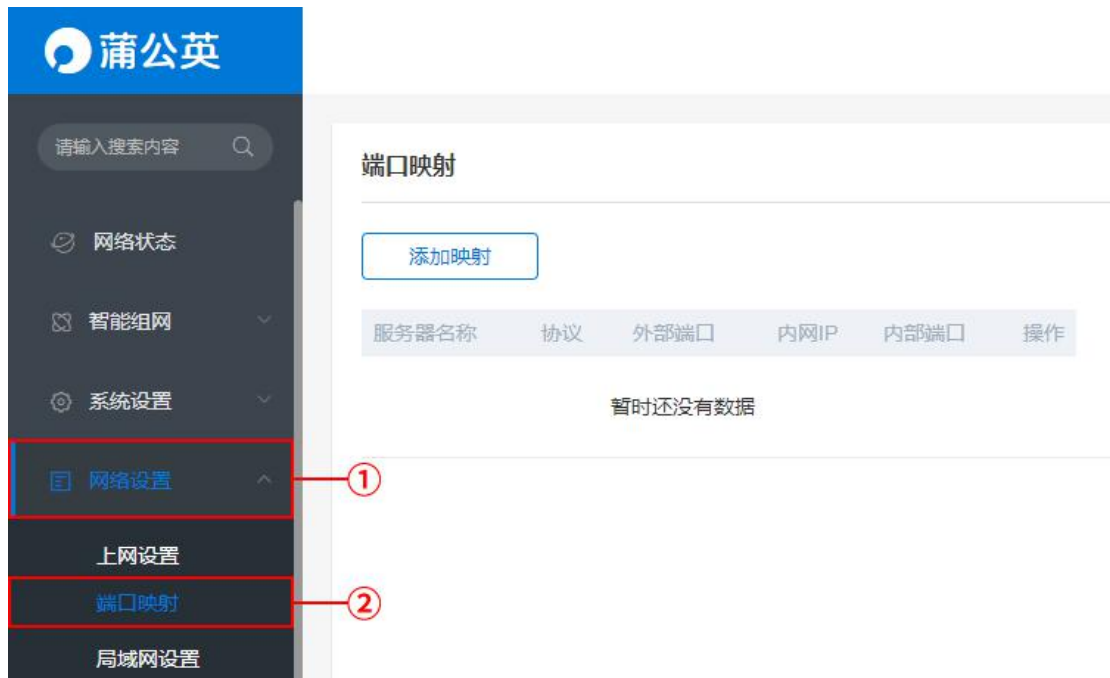 蒲公英
请输入搜索内容
网络状态
智能组网
系统设置
网络设置
①
上网设置
端口映射
②
局域网设置
端口映射
添加映射
服务器名称 协议 外部端口 内网IP 内部端口 操作
暂时还没有数据